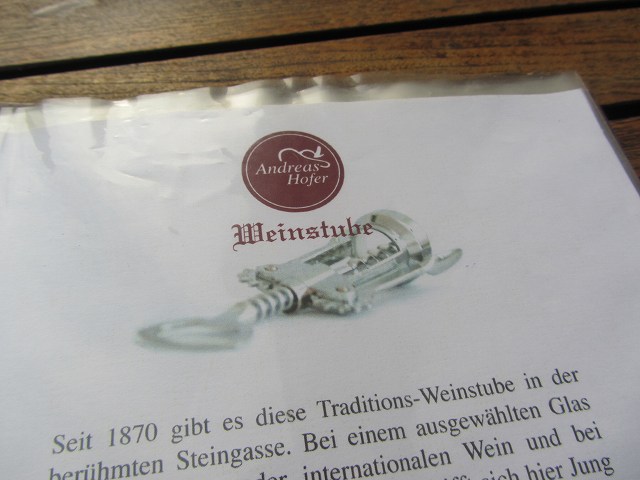 Andreas
Hofer
Weinstube
Seit 1870 gibt es diese Traditions-Weinstube in der
berühmten Steingasse. Bei einem ausgewählten Glas
der internationalen Wein und bei
sich hier Jung